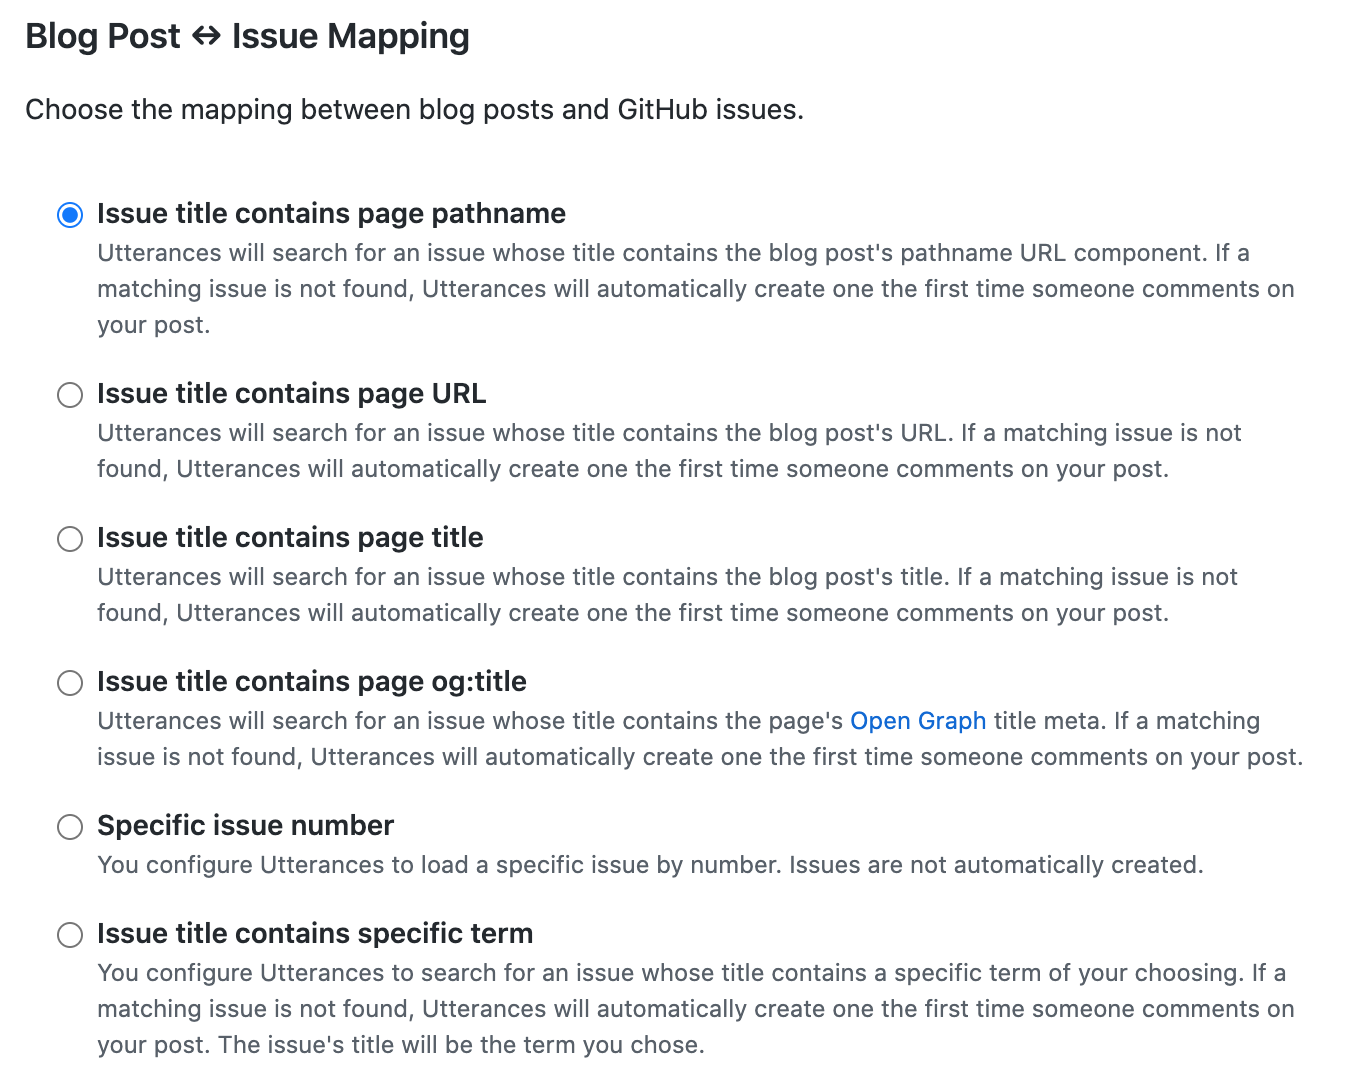 Blog Post ↔ Issue Mapping
Choose the mapping between blog posts and GitHub issues.
Issue title contains page pathname
Utterances will search for an issue whose title contains the blog post's pathname URL component. If a
matching issue is not found, Utterances will automatically create one the first time someone comments on
your post.
Issue title contains page URL
Utterances will search for an issue whose title contains the blog post's URL. If a matching issue is not
found, Utterances will automatically create one the first time someone comments on your post.
Issue title contains page title
Utterances will search for an issue whose title contains the blog post's title. If a matching issue is not
found, Utterances will automatically create one the first time someone comments on your post.
Issue title contains page og:title
Utterances will search for an issue whose title contains the page's Open Graph title meta. If a matching
issue is not found, Utterances will automatically create one the first time someone comments on your post.
Specific issue number
You configure Utterances to load a specific issue by number. Issues are not automatically created.
Issue title contains specific term
You configure Utterances to search for an issue whose title contains a specific term of your choosing. If a
matching issue is not found, Utterances will automatically create one the first time someone comments on
your post. The issue's title will be the term you chose.